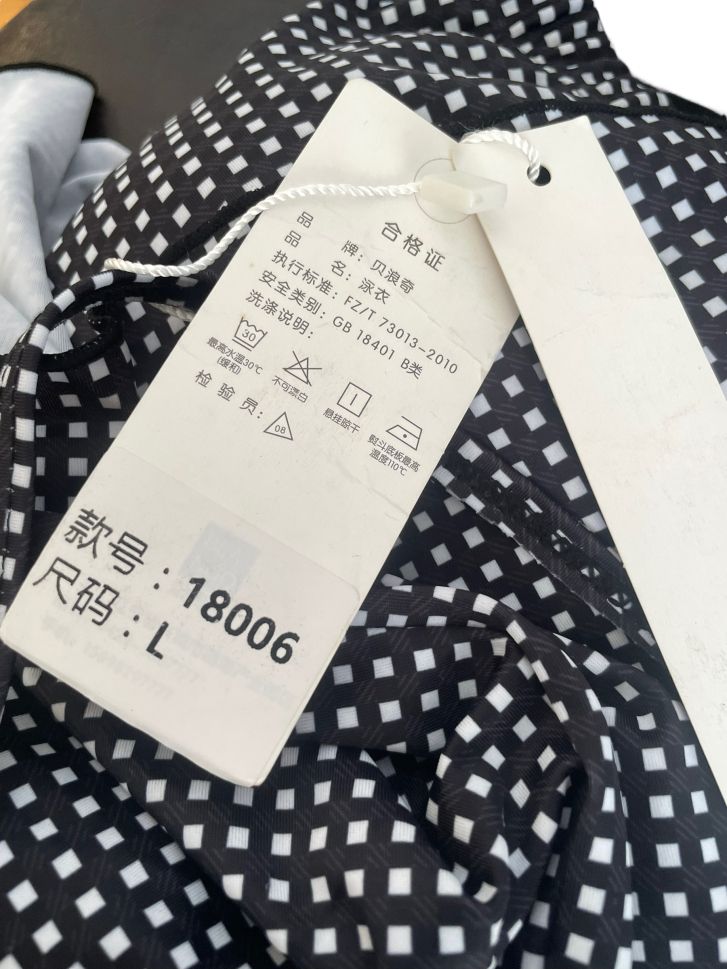 合格证
品 牌：贝浪奇
品 名：泳衣
执行标准：FZ/T 73013-2010
安全类别：GB 18401 B类
洗涤说明：
30
最高水温30℃
(缓和)
不可漂白
悬挂晾干
熨斗底板最高
温度110℃
检 验 员：08
款号：18006
尺码：L